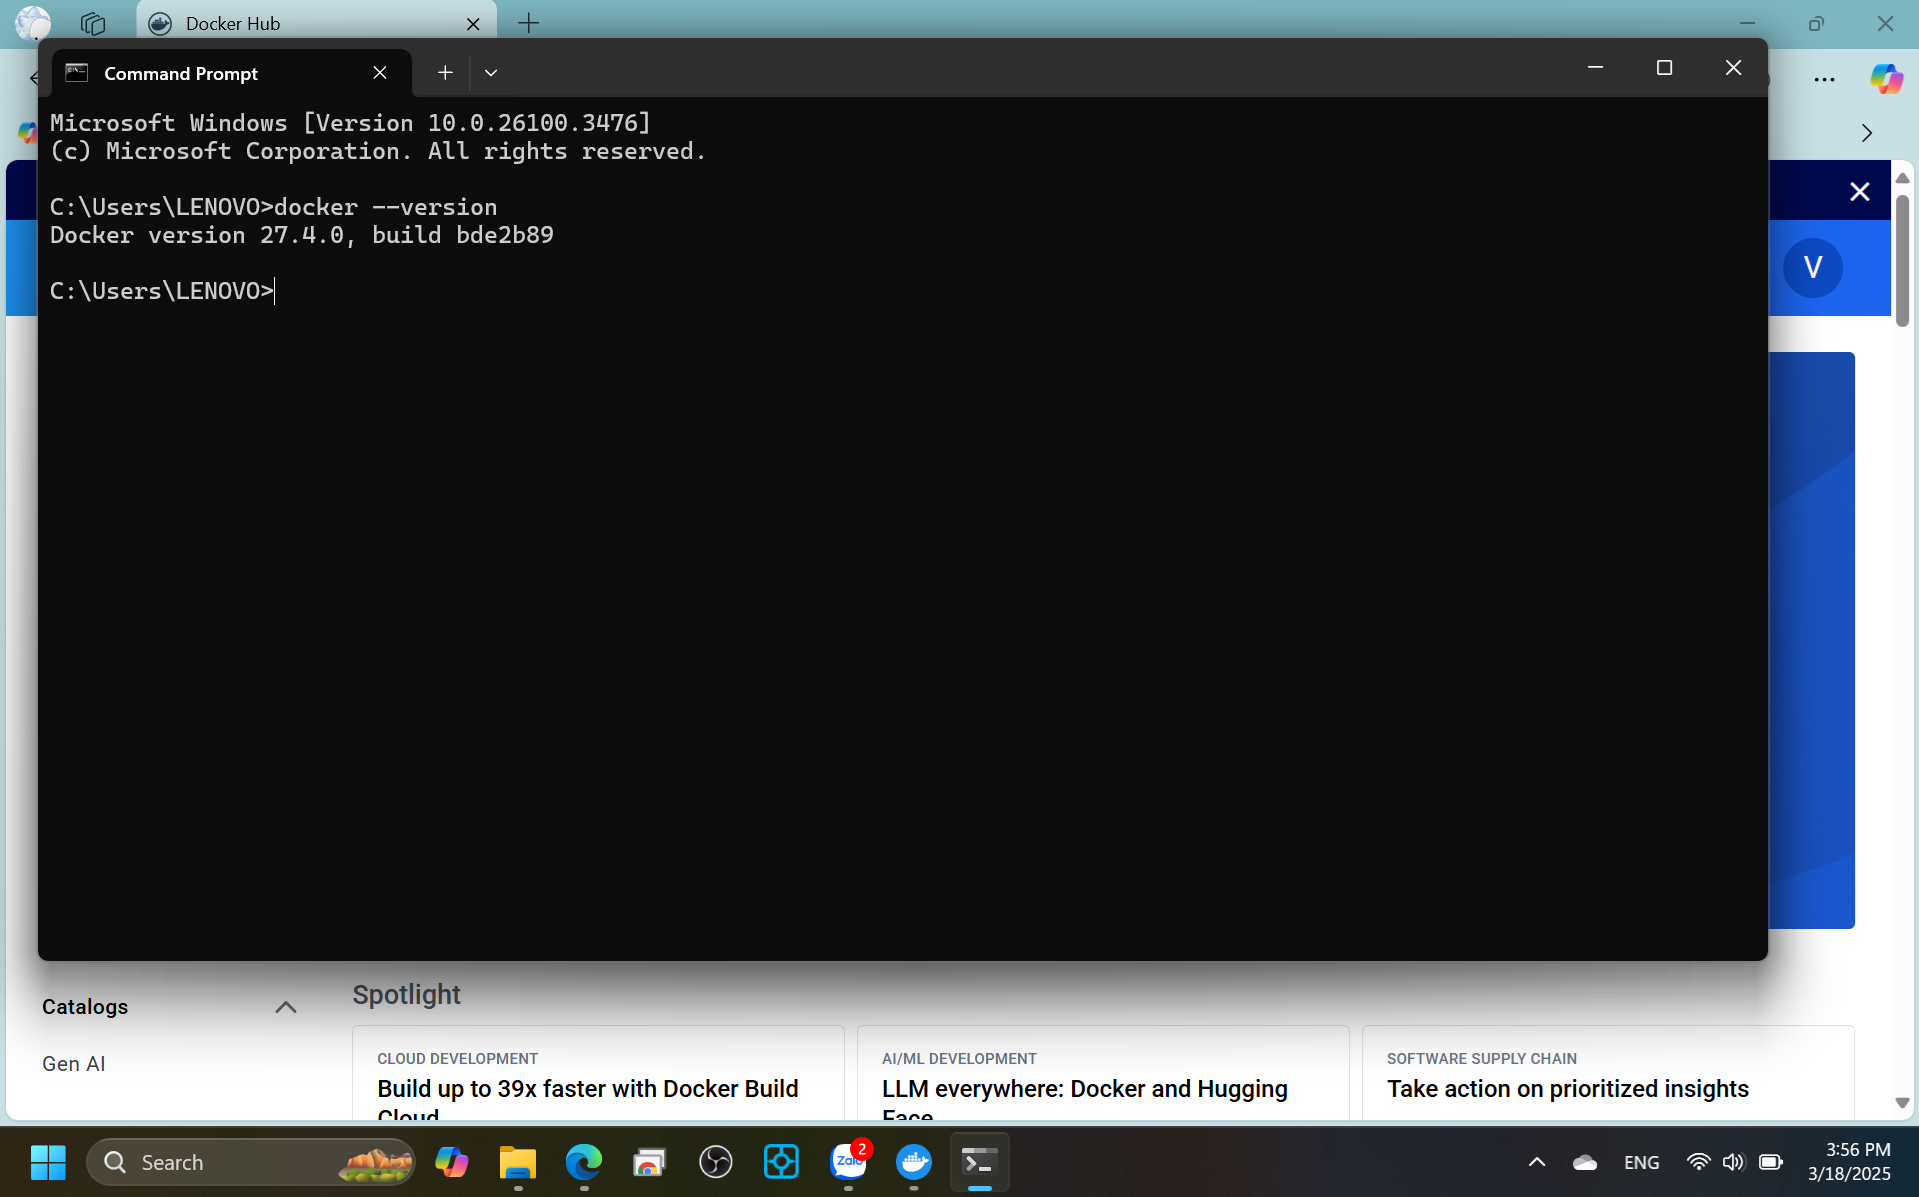 Docker Hub
Command Prompt
Microsoft Windows [Version 10.0.26100.3476]
(c) Microsoft Corporation. All rights reserved.
C:\Users\LENOVO>docker --version
Docker version 27.4.0, build bde2b89
C:\Users\LENOVO>
V
Catalogs
Gen AI
Spotlight
CLOUD DEVELOPMENT
Build up to 39x faster with Docker Build
Cloud
AI/ML DEVELOPMENT
LLM everywhere: Docker and Hugging
Face
SOFTWARE SUPPLY CHAIN
Take action on prioritized insights
Search
Zalo
2
ENG
3:56 PM
3/18/2025